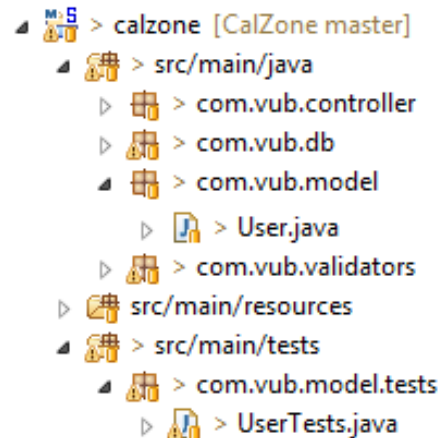 > calzone [CalZone master]
> src/main/java
> com.vub.controller
> com.vub.db
> com.vub.model
> User.java
> com.vub.validators
src/main/resources
> src/main/tests
> com.vub.model.tests
> UserTests.java